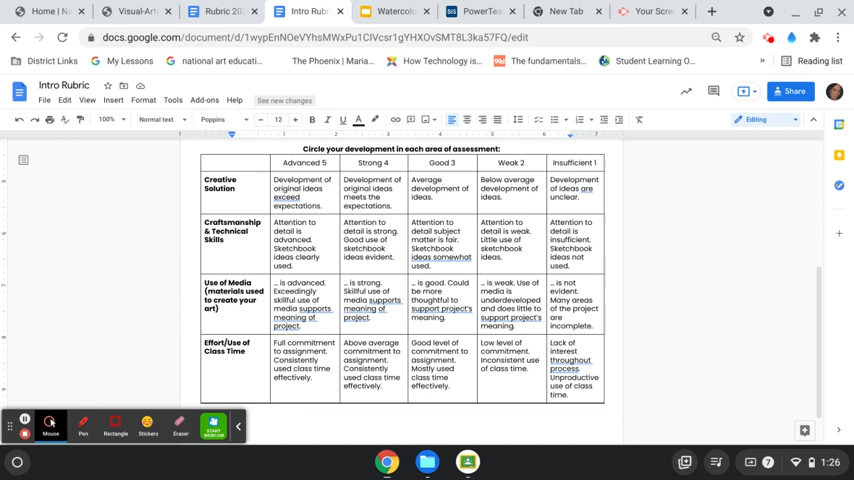 Home
Visual-Art
Rubric 202
Intro Rubric
Watercolo
SIS PowerTea
New Tab
Your Scre
docs.google.com/document/d/1wypEnNOeVYhsMWxPu1ClVcsr1gYHXOvSMT8L3ka57FQ/edit
District Links
My Lessons
national art educati...
The Phoenix | Maria...
How Technology is...
The fundamentals...
Student Learning O...
»
Reading list
Intro Rubric
File Edit View Insert Format Tools Add-ons Help See new changes
Share
100% Normal text Poppins 12 Editing
Circle your development in each area of assessment:
Advanced 5 Strong 4 Good 3 Weak 2 Insufficient 1
Creative
Solution
Development of
original ideas
exceed
expectations.
Development of
original ideas
meets the
expectations.
Average
development of
ideas.
Below average
development of
ideas.
Development
of ideas are
unclear.
Craftsmanship
& Technical
Skills
Attention to
detail is
advanced.
Sketchbook
ideas clearly
used.
Attention to
detail is strong.
Good use of
sketchbook
ideas evident.
Attention to
detail subject
matter is fair.
Sketchbook
ideas somewhat
used.
Attention to
detail is weak.
Little use of
sketchbook
ideas.
Attention to
detail is
insufficient.
Sketchbook
ideas not
used.
Use of Media
(materials used
to create your
art)
... is advanced.
Exceedingly
skillful use of
media supports
meaning of
project.
... is strong.
Skillful use of
media supports
meaning of
project.
... is good. Could
be more
thoughtful to
support project's
meaning.
... is weak. Use of
media is
underdeveloped
and does little to
support project's
meaning.
... is not
evident.
Many areas
of the project
are
incomplete.
Effort/Use of
Class Time
Full commitment
to assignment.
Consistently
used class time
effectively.
Above average
commitment to
assignment.
Consistently
used class time
effectively.
Good level of
commitment to
assignment.
Mostly used
class time
effectively.
Low level of
commitment.
Inconsistent use
of class time.
Lack of
interest
throughout
process.
Unproductive
use of class
time.
Mouse
Pen
Rectangle
Stickers
Eraser
START
WEBCAM
7
1:26